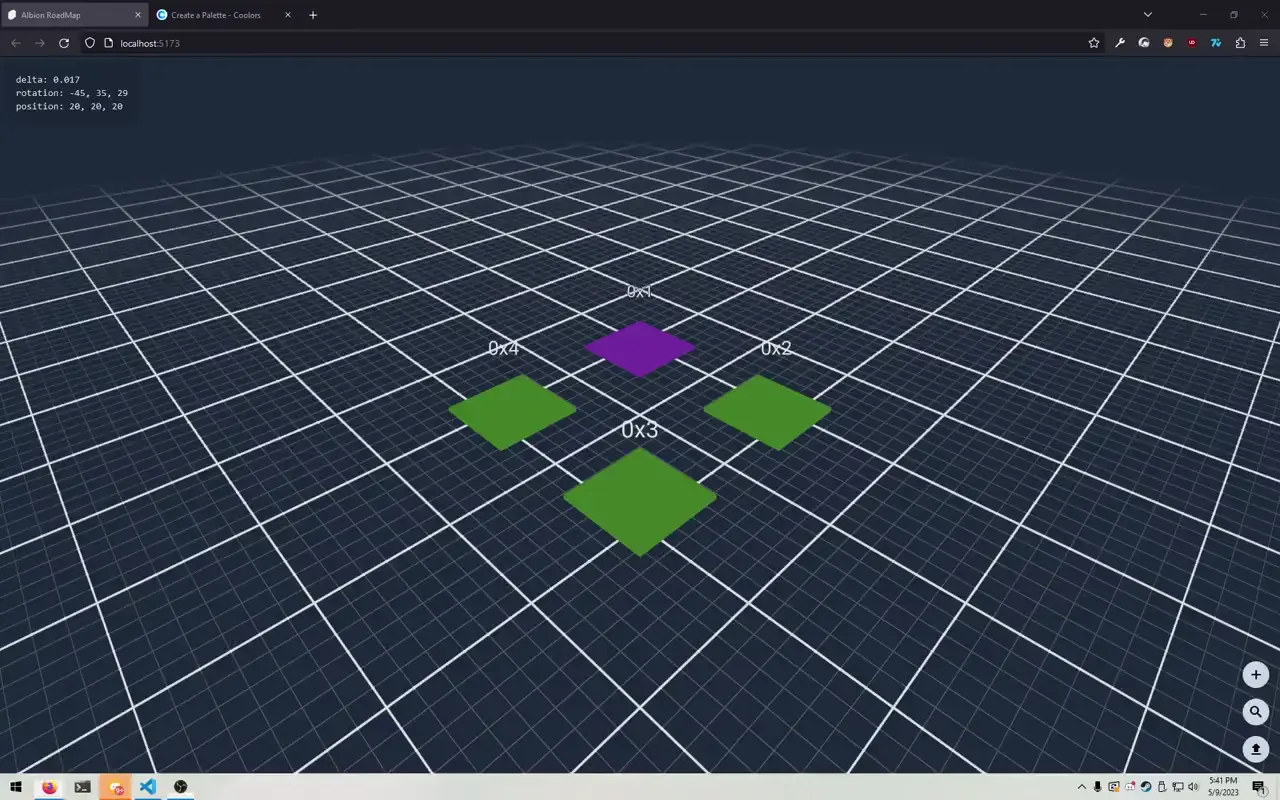 Albion RoadMap
Create a Palette - Coolors
localhost:5173
delta: 0.017
rotation: -45, 35, 29
position: 20, 20, 20
0x1
0x4
0x2
0x3
5:41 PM
5/9/2023